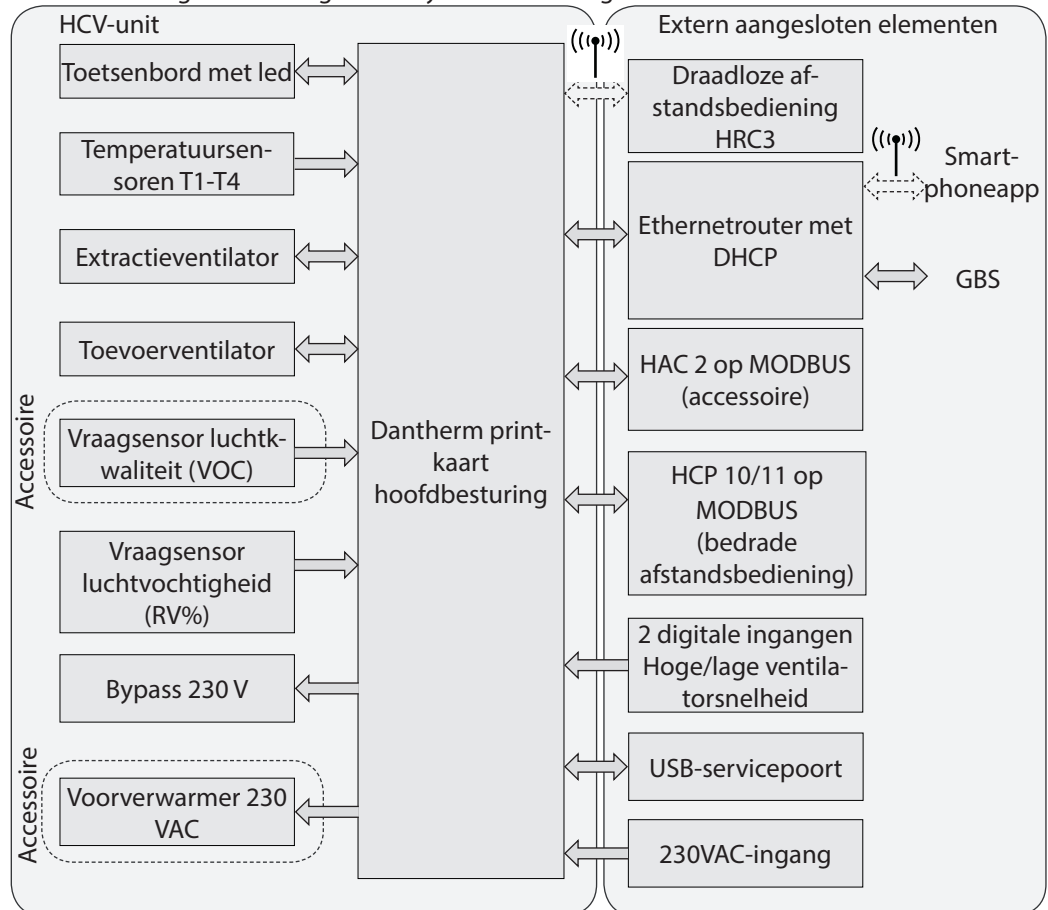 HCV-unit
Toetsenbord met led
Temperatuursen-
soren T1-T4
Extractieventilator
Toevoerventilator
Accessoire
Vraagsensor luchtk-
waliteit (VOC)
Vraagsensor
luchtvochtigheid
(RV%)
Bypass 230 V
Accessoire
Voorverwarmer 230
VAC
Dantherm print-
kaart
hoofdbesturing
Extern aangesloten elementen
Draadloze af-
standsbediening
HRC3
Smart-
phoneapp
Ethernetrouter met
DHCP
GBS
HAC 2 op MODBUS
(accessoire)
HCP 10/11 op
MODBUS
(bedrade
afstandsbediening)
2 digitale ingangen
Hoge/lage ventila-
torsnelheid
USB-servicepoort
230VAC-ingang